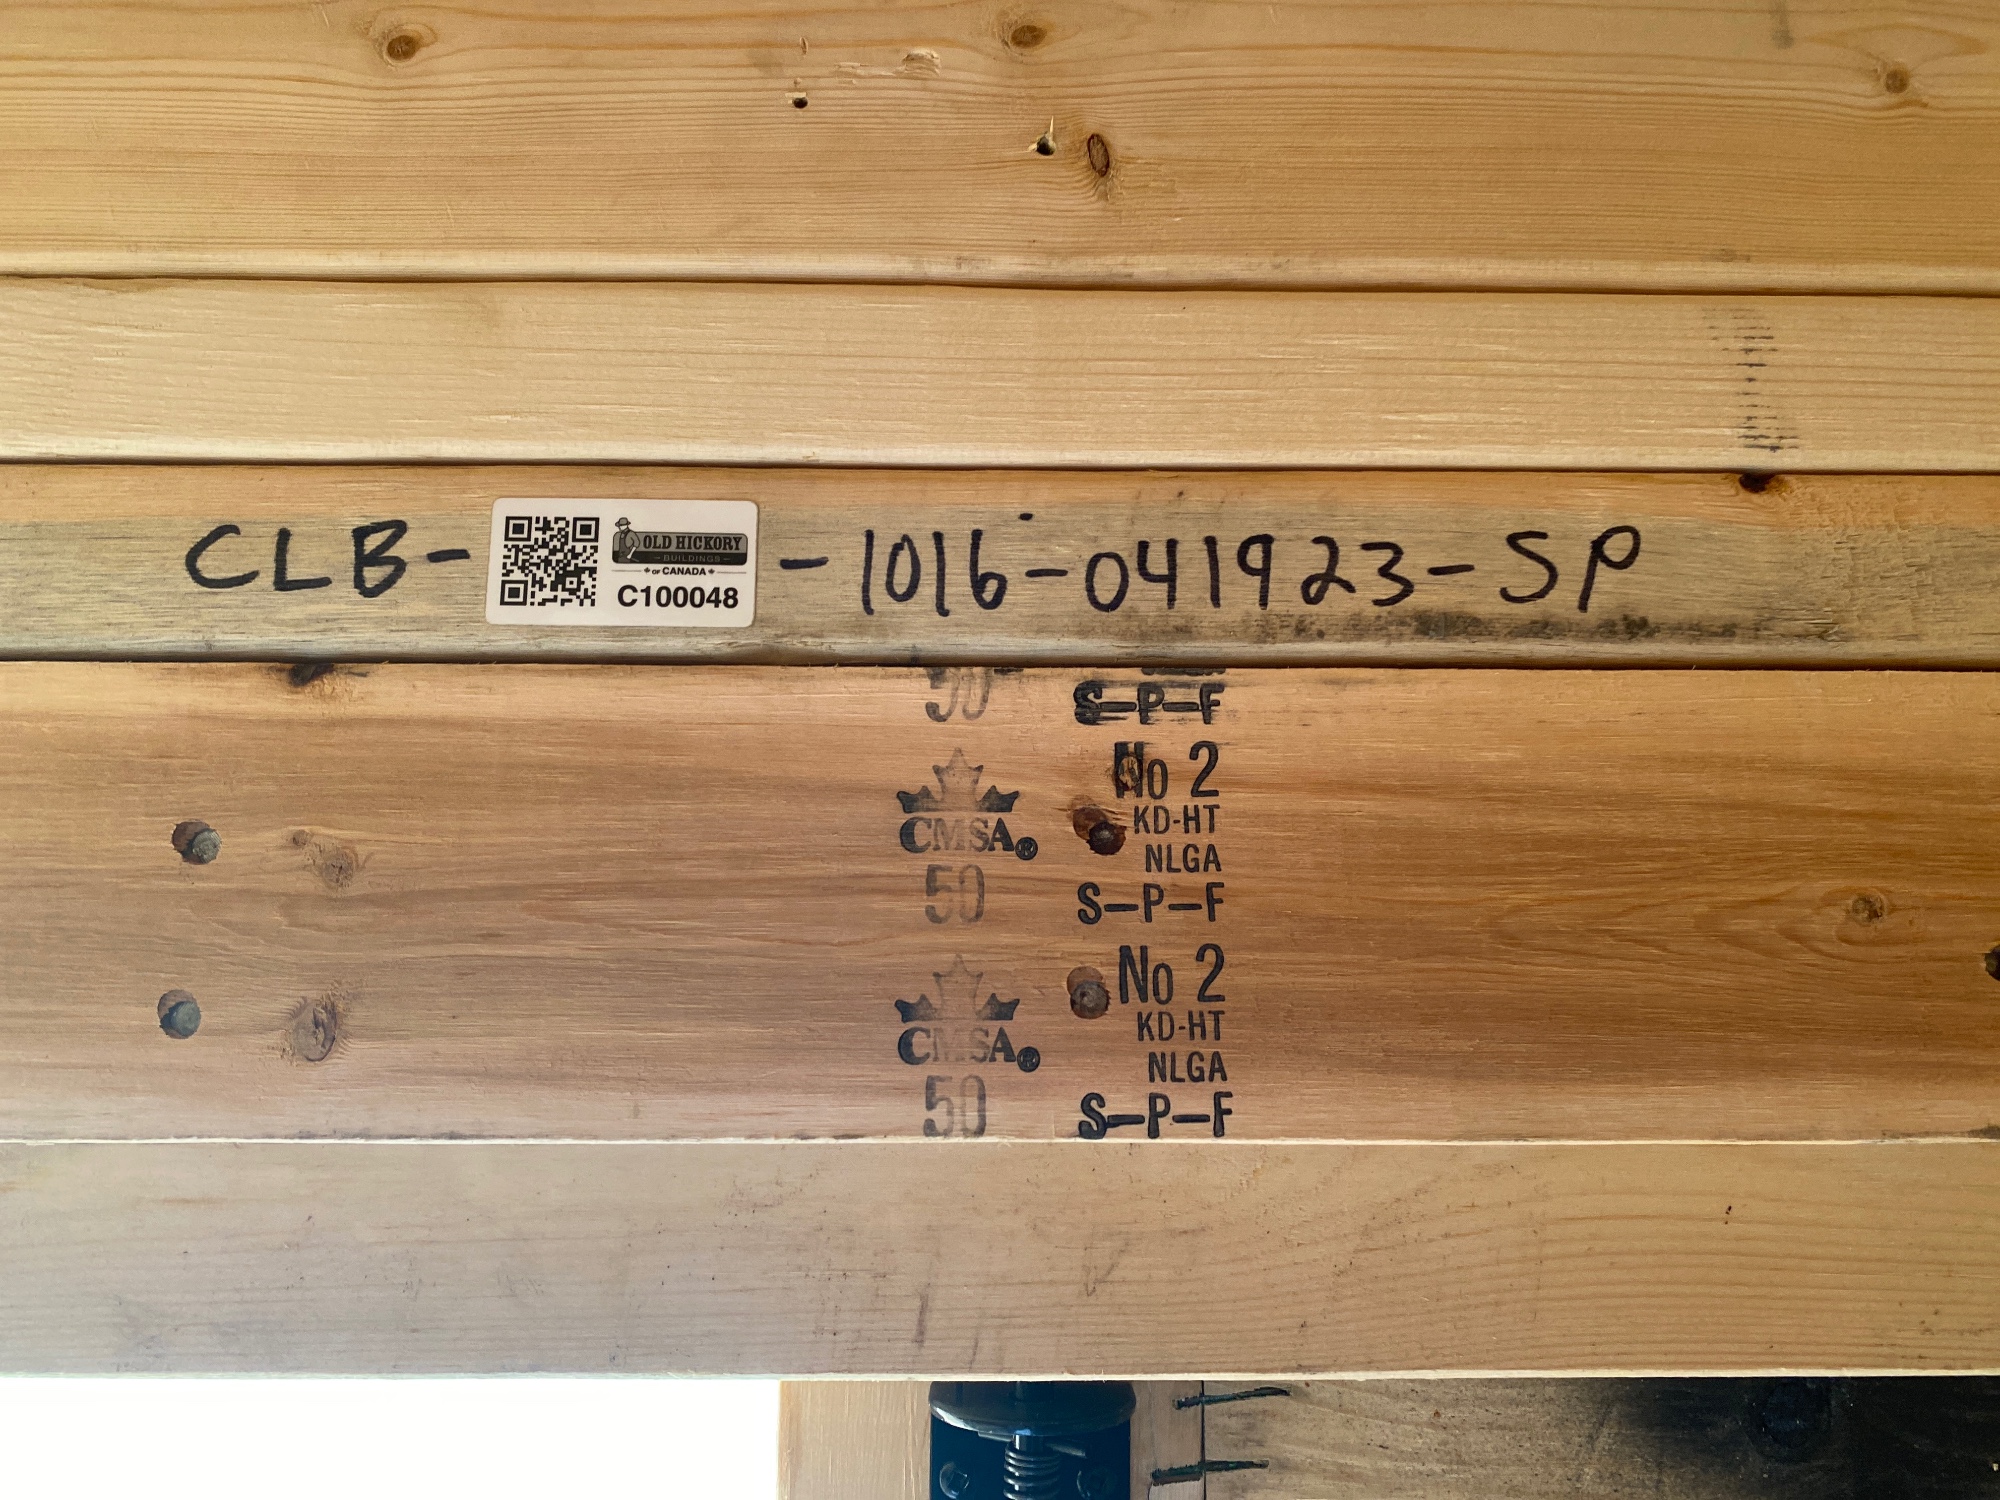 CLB-
OLD HICKORY
BUILDINGS
OF CANADA
C100048
-1016-041923-SP
50 S-P-F
No 2
KD-HT
CMSA®
NLGA
50 S-P-F
No 2
KD-HT
CMSA®
NLGA
50 S-P-F